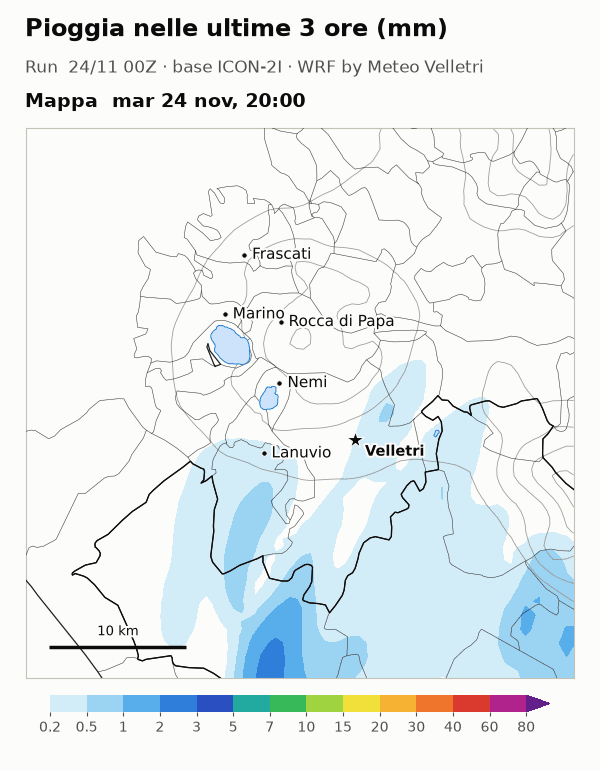 Pioggia nelle ultime 3 ore (mm)
Run  24/11 00Z · base ICON-2I · WRF by Meteo Velletri
Mappa  mar 24 nov, 20:00
Frascati
Marino
Rocca di Papa
Nemi
Velletri
Lanuvio
10 km
0.2 0.5 1 2 3 5 7 10 15 20 30 40 60 80